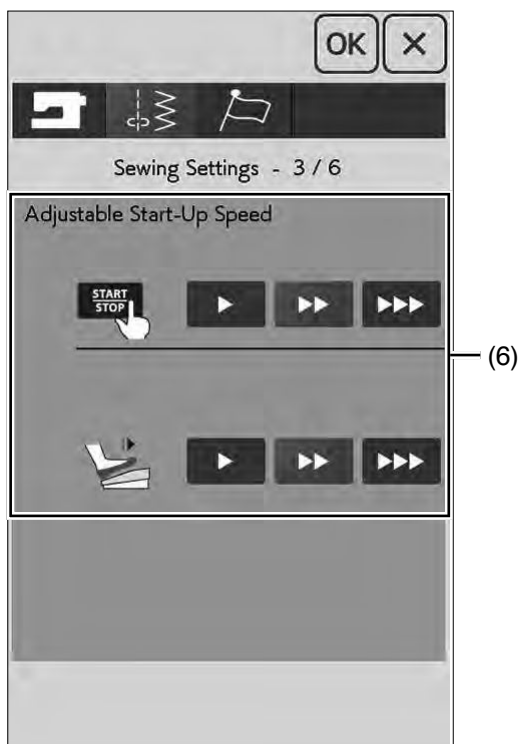 OK X
Sewing Settings - 3 / 6
Adjustable Start-Up Speed
START
STOP
(6)